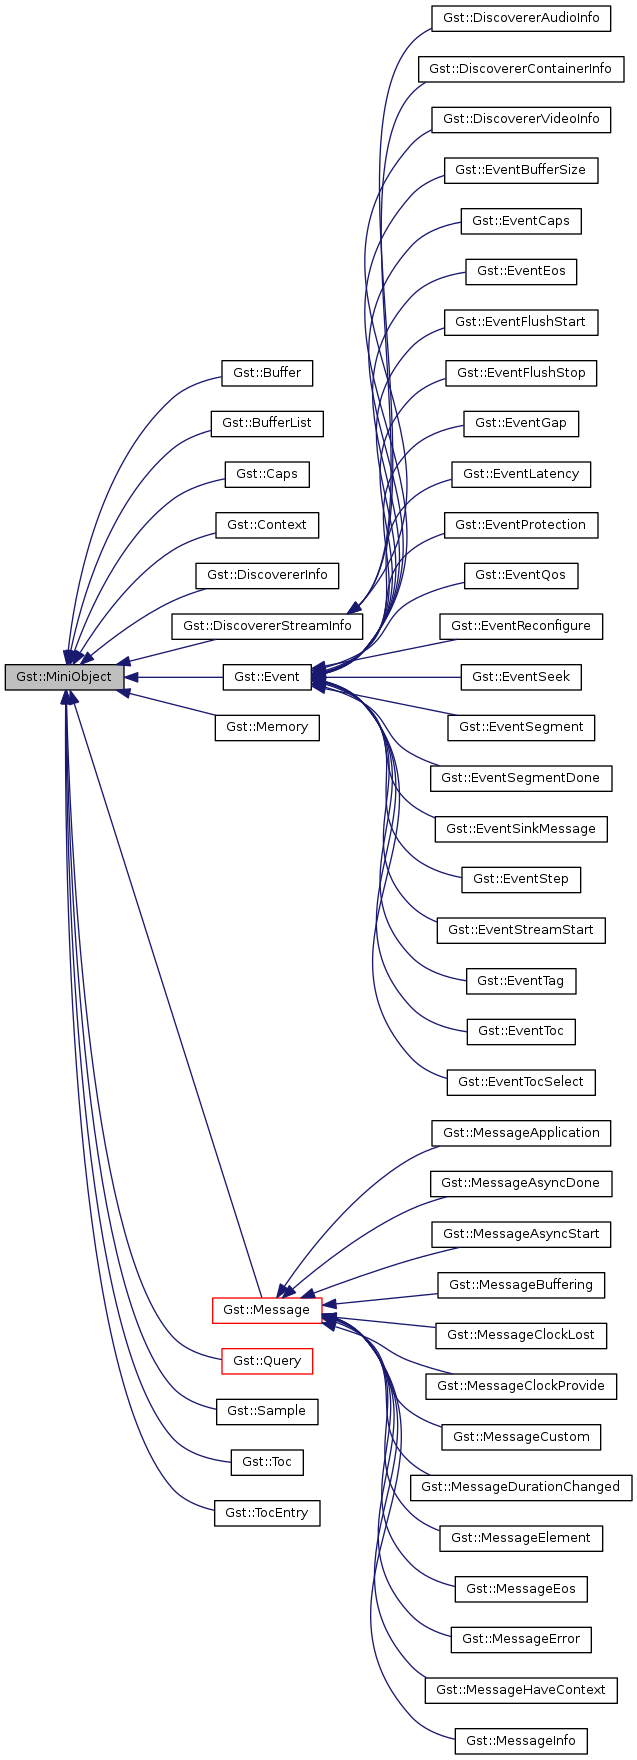 Gst::DiscovererAudioInfo
Gst::DiscovererContainerInfo
Gst::DiscovererVideoInfo
Gst::EventBufferSize
Gst::EventCaps
Gst::EventEos
Gst::EventFlushStart
Gst::Buffer
Gst::EventFlushStop
Gst::BufferList
Gst::EventGap
Gst::Caps
Gst::EventLatency
Gst::Context
Gst::EventProtection
Gst::DiscovererInfo
Gst::EventQos
Gst::DiscovererStreamInfo
Gst::EventReconfigure
Gst::MiniObject
Gst::Event
Gst::EventSeek
Gst::Memory
Gst::EventSegment
Gst::EventSegmentDone
Gst::EventSinkMessage
Gst::EventStep
Gst::EventStreamStart
Gst::EventTag
Gst::EventToc
Gst::EventTocSelect
Gst::MessageApplication
Gst::MessageAsyncDone
Gst::MessageAsyncStart
Gst::MessageBuffering
Gst::Message
Gst::MessageClockLost
Gst::Query
Gst::MessageClockProvide
Gst::Sample
Gst::MessageCustom
Gst::Toc
Gst::MessageDurationChanged
Gst::TocEntry
Gst::MessageElement
Gst::MessageEos
Gst::MessageError
Gst::MessageHaveContext
Gst::MessageInfo